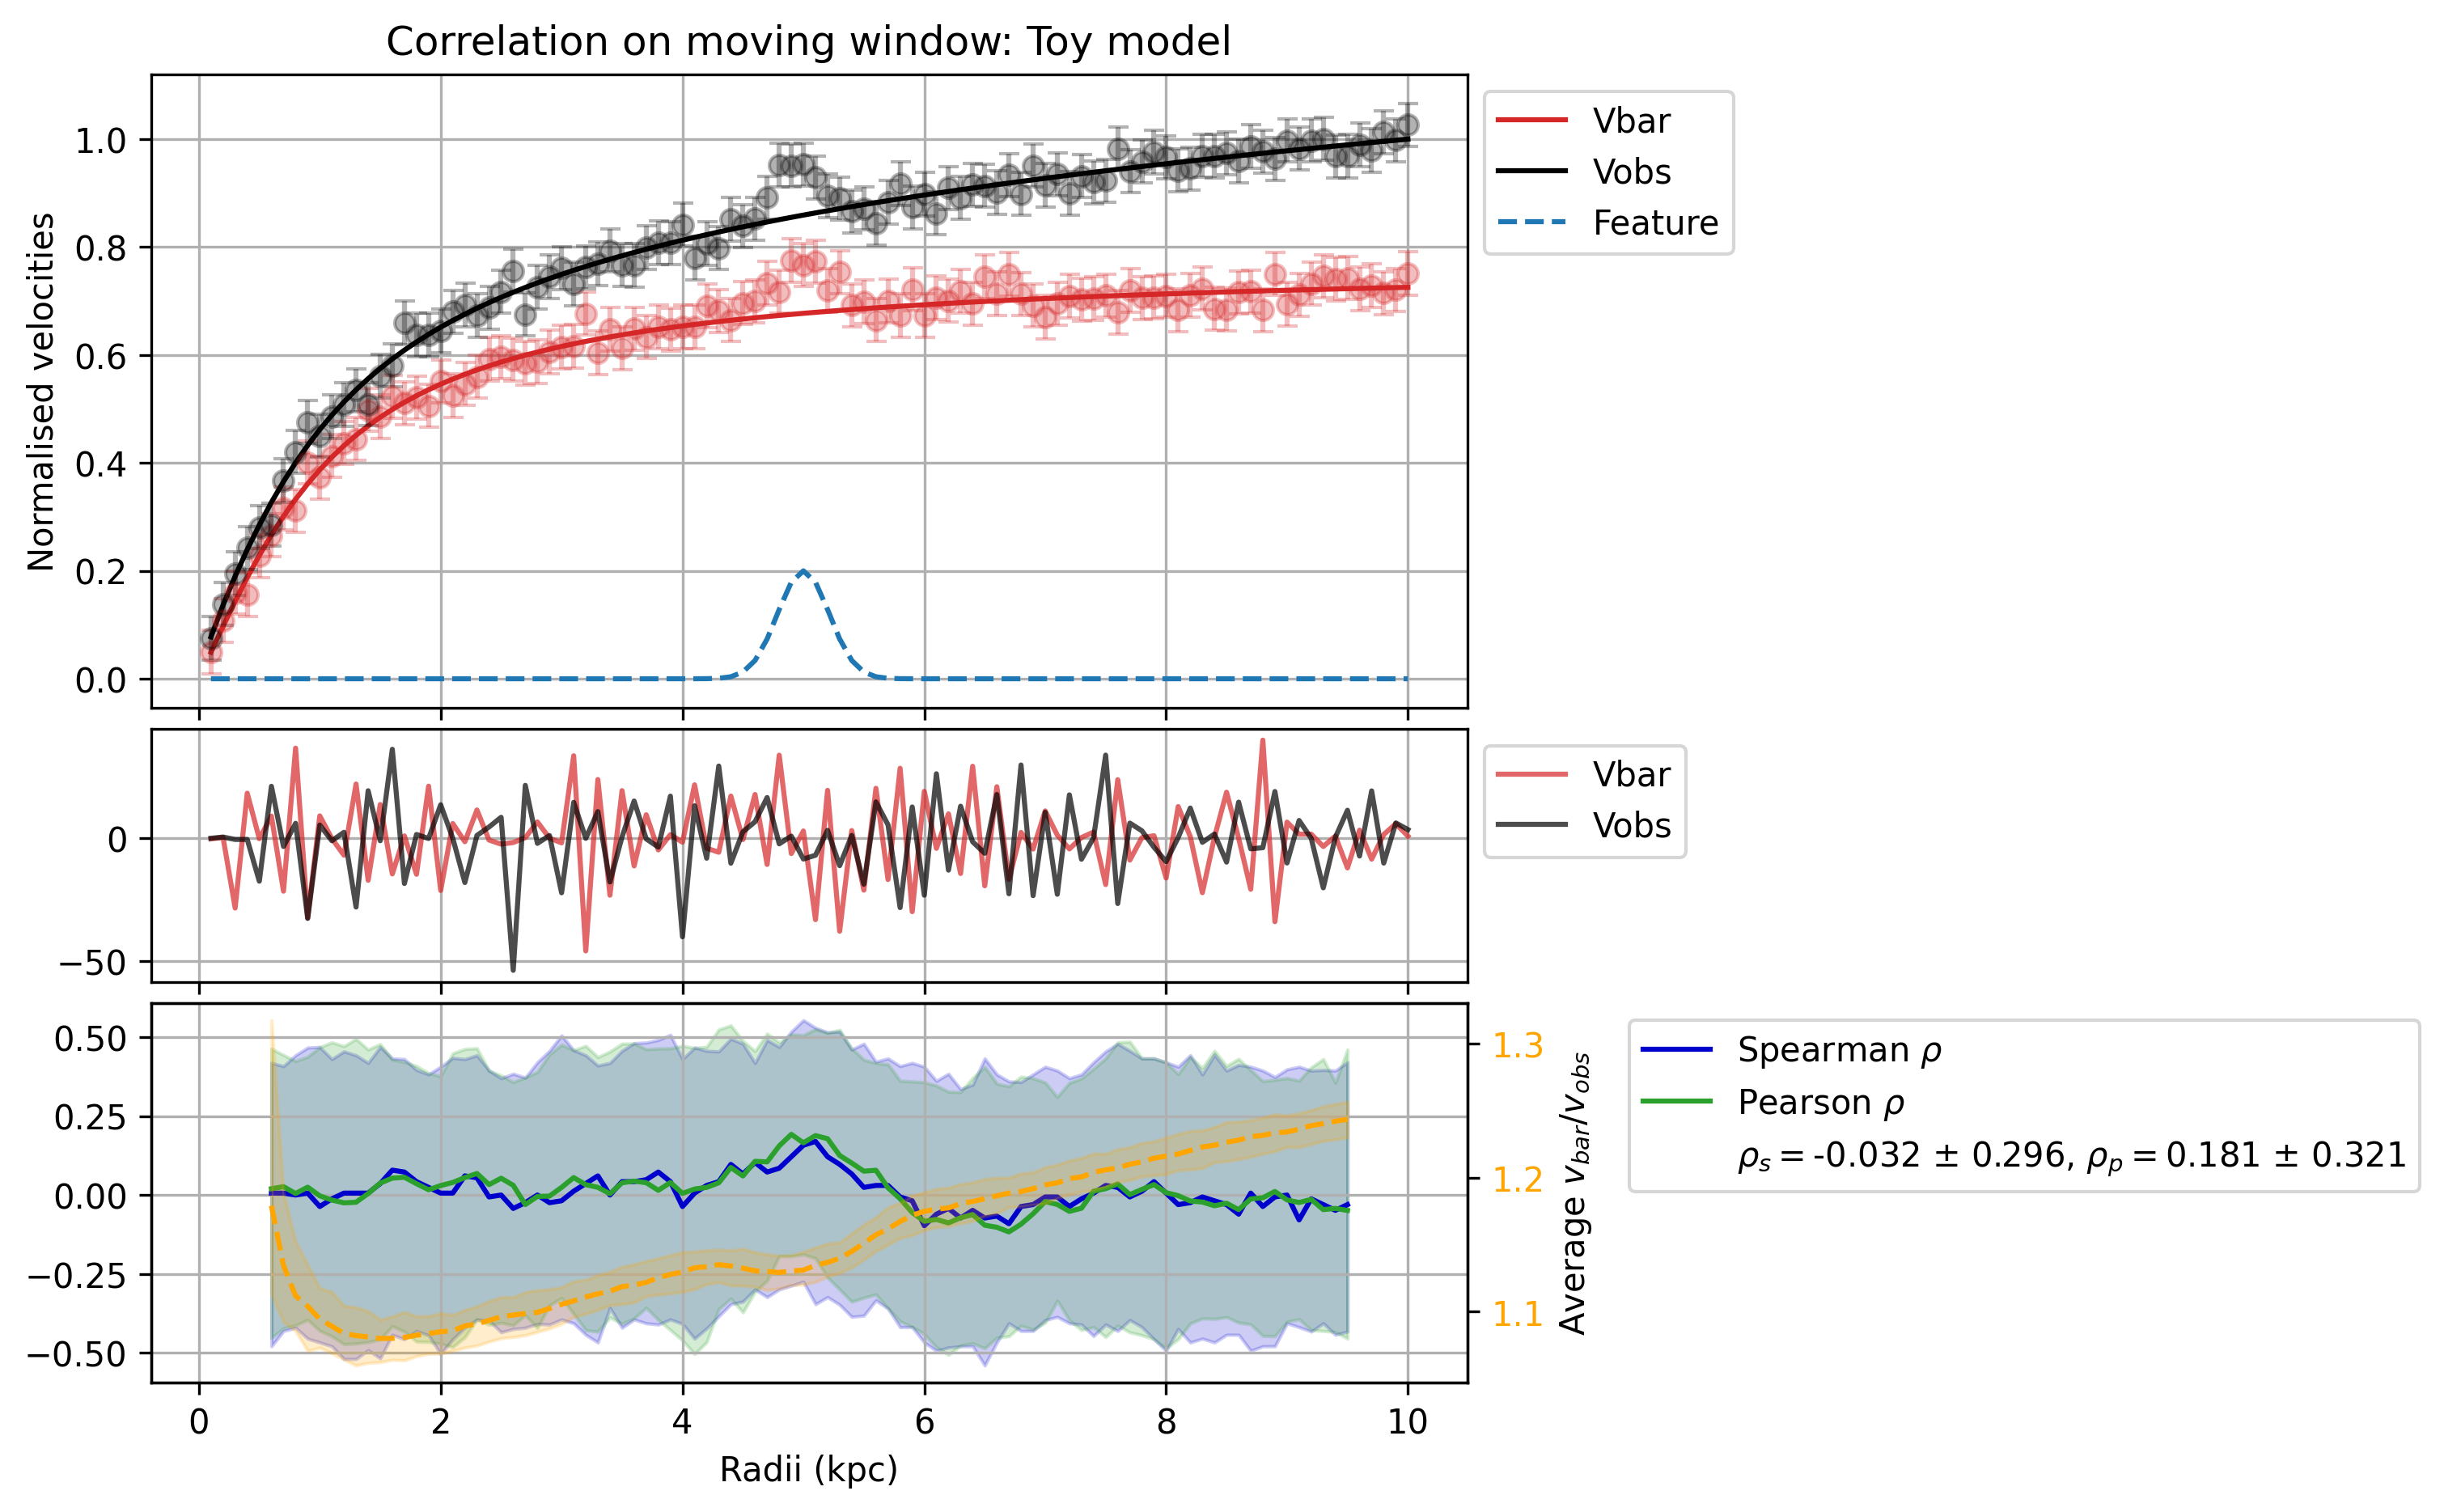 Correlation on moving window: Toy model
Normalised velocities
1.0
0.8
0.6
0.4
0.2
0.0
Vbar
Vobs
Feature
0
−50
Vbar
Vobs
0.50
0.25
0.00
−0.25
−0.50
1.3
1.2
1.1
Average v_bar/v_obs
Spearman ρ
Pearson ρ
ρ_s = -0.032 ± 0.296, ρ_p = 0.181 ± 0.321
0 2 4 6 8 10
Radii (kpc)